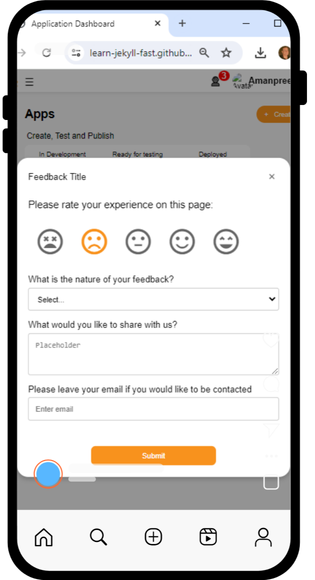 Application Dashboard
learn-jekyll-fast.github...
3
Amanpree
Apps
Create, Test and Publish
In Development Ready for testing Deployed
Feedback Title
Please rate your experience on this page:
What is the nature of your feedback?
Select...
What would you like to share with us?
Placeholder
Please leave your email if you would like to be contacted
Enter email
Submit